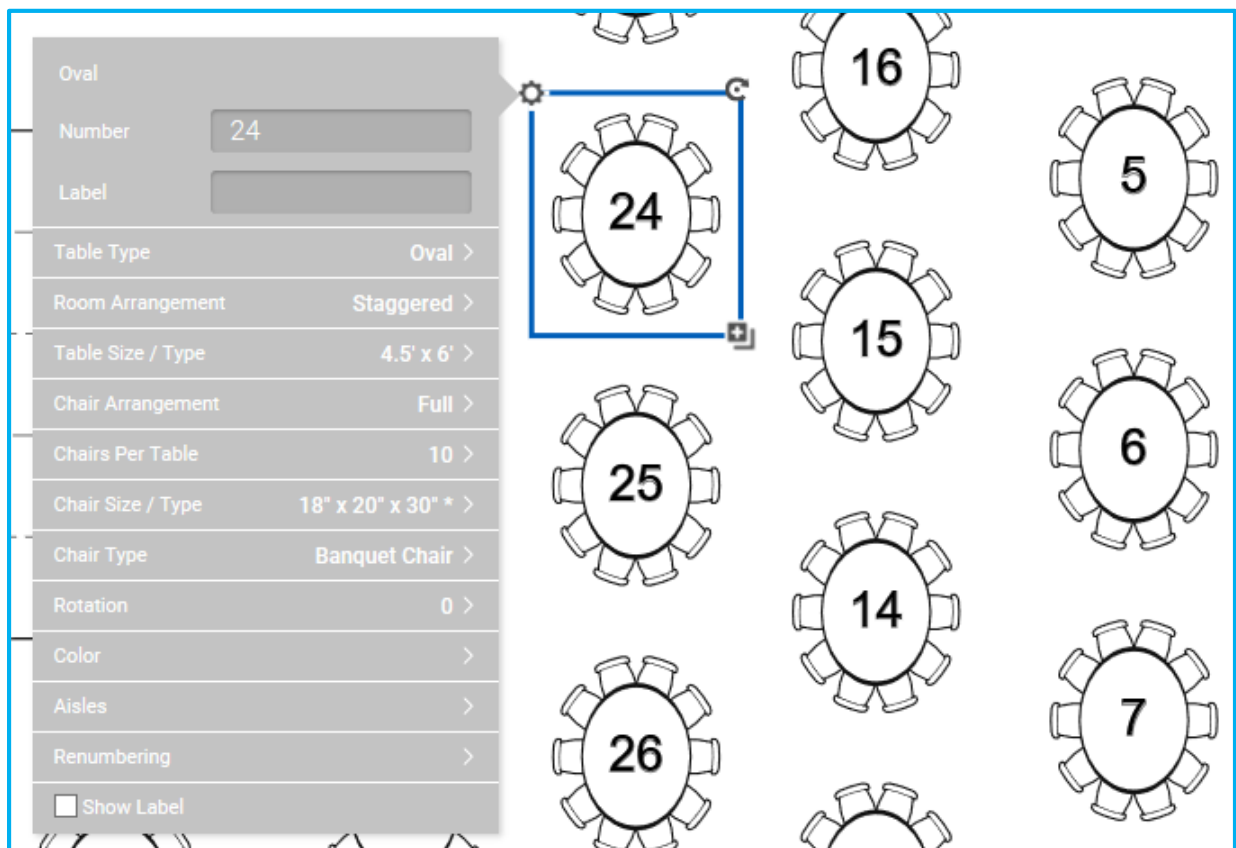 Oval
Number 24
Label
Table Type Oval >
Room Arrangement Staggered >
Table Size / Type 4.5' x 6' >
Chair Arrangement Full >
Chairs Per Table 10 >
Chair Size / Type 18" x 20" x 30" * >
Chair Type Banquet Chair >
Rotation 0 >
Color >
Aisles >
Renumbering >
Show Label
16
5
24
15
6
25
14
7
26